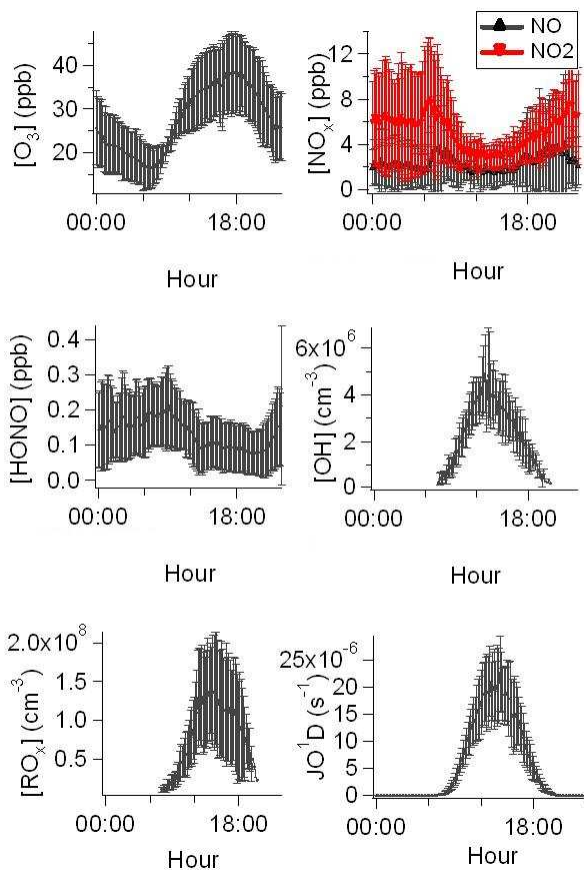 [O₃] (ppb)
40
30
20
00:00 18:00
Hour
NO
NO2
[NOₓ] (ppb)
12
8
4
0
00:00 18:00
Hour
[HONO] (ppb)
0.4
0.3
0.2
0.1
0.0
00:00 18:00
Hour
[OH] (cm⁻³)
6x10⁶
4
2
0
00:00 18:00
Hour
[ROₓ] (cm⁻³)
2.0x10⁸
1.5
1.0
0.5
00:00 18:00
Hour
JO¹D (s⁻¹)
25x10⁻⁶
20
15
10
5
0
00:00 18:00
Hour